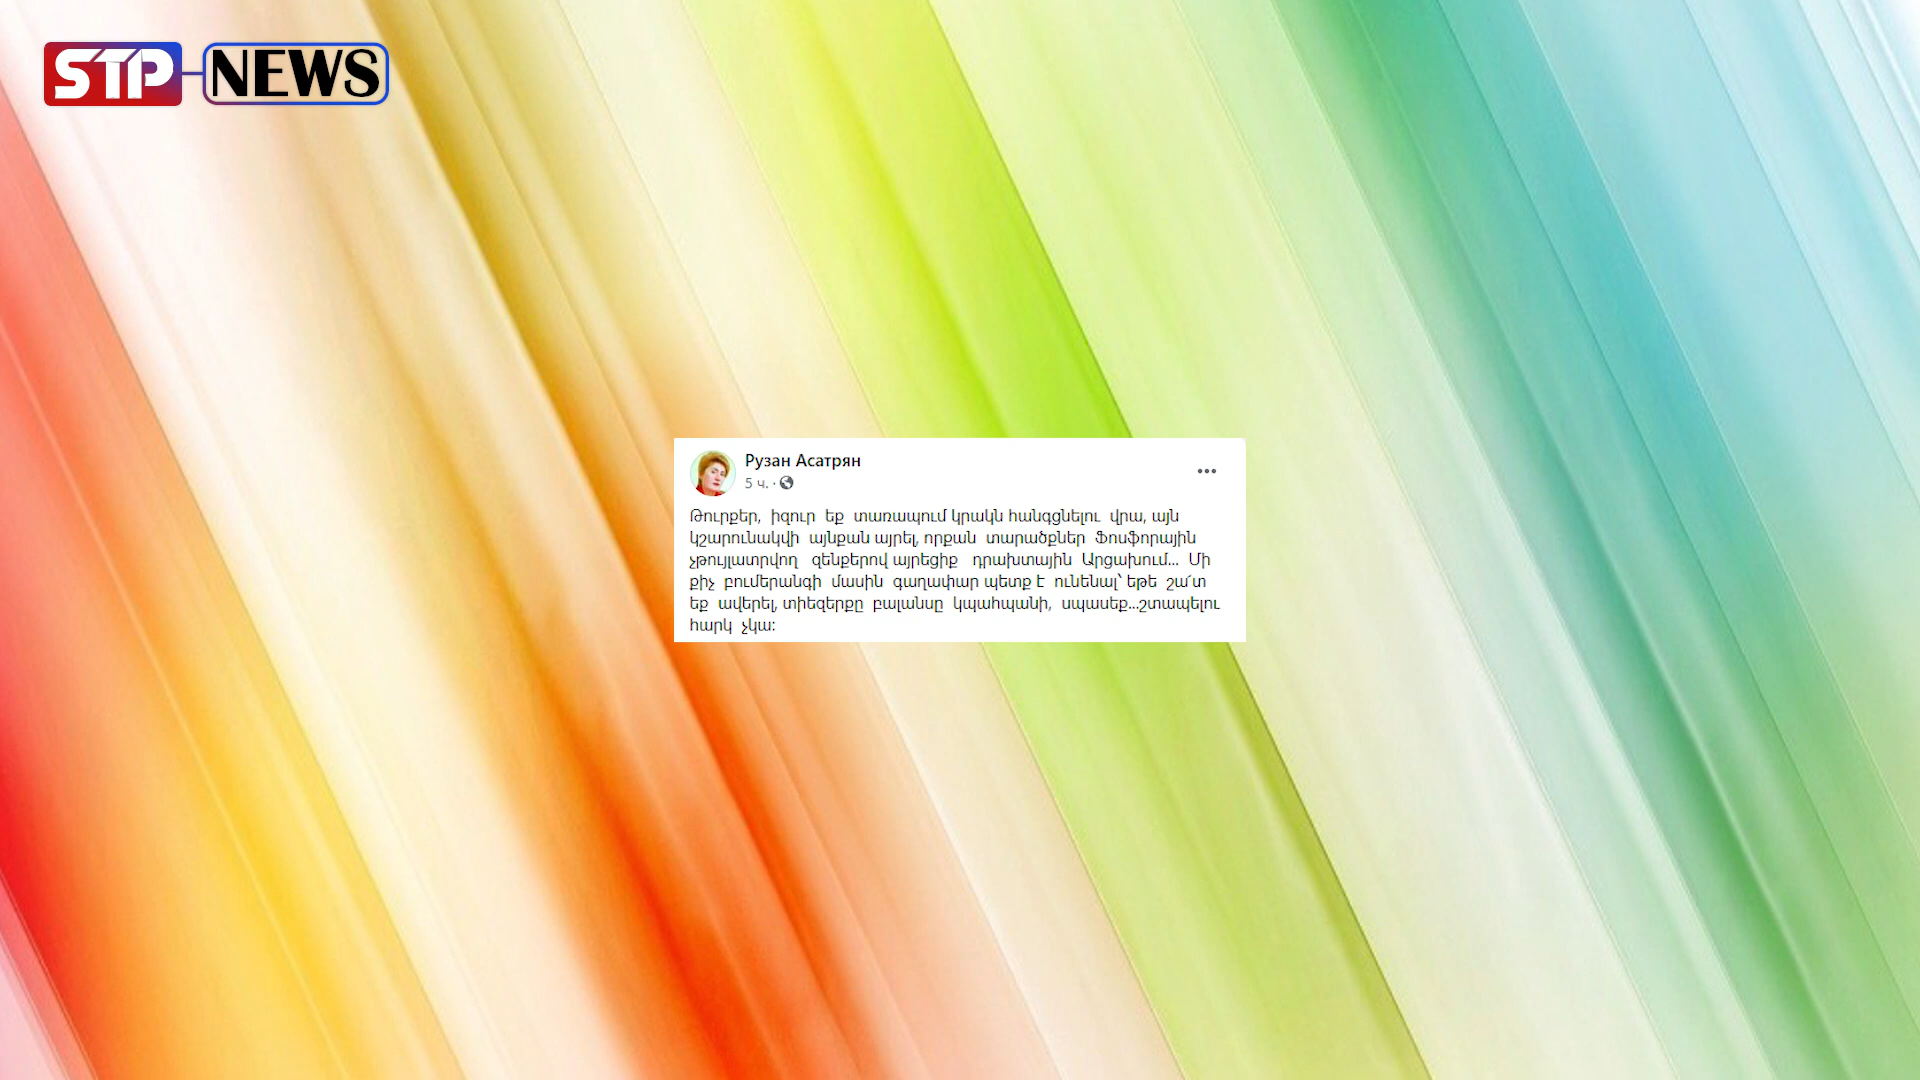 STP NEWS
Рузан Асатрян
5 ч. ·
Թուրքեր, իզուր եք տառապում կրակն հանգցնելու վրա, այն
կշարունակվի այնքան այրել, որքան տարածքներ Ֆոսֆորային
չթույլատրվող զենքերով այրեցիք դրախտային Արցախում... Մի
քիչ բումերանգի մասին գաղափար պետք է ունենալ՝ եթե շա՜տ
եք ավերել, տիեզերքը բալանսը կպահպանի, սպասեք...շտապելու
հարկ չկա: